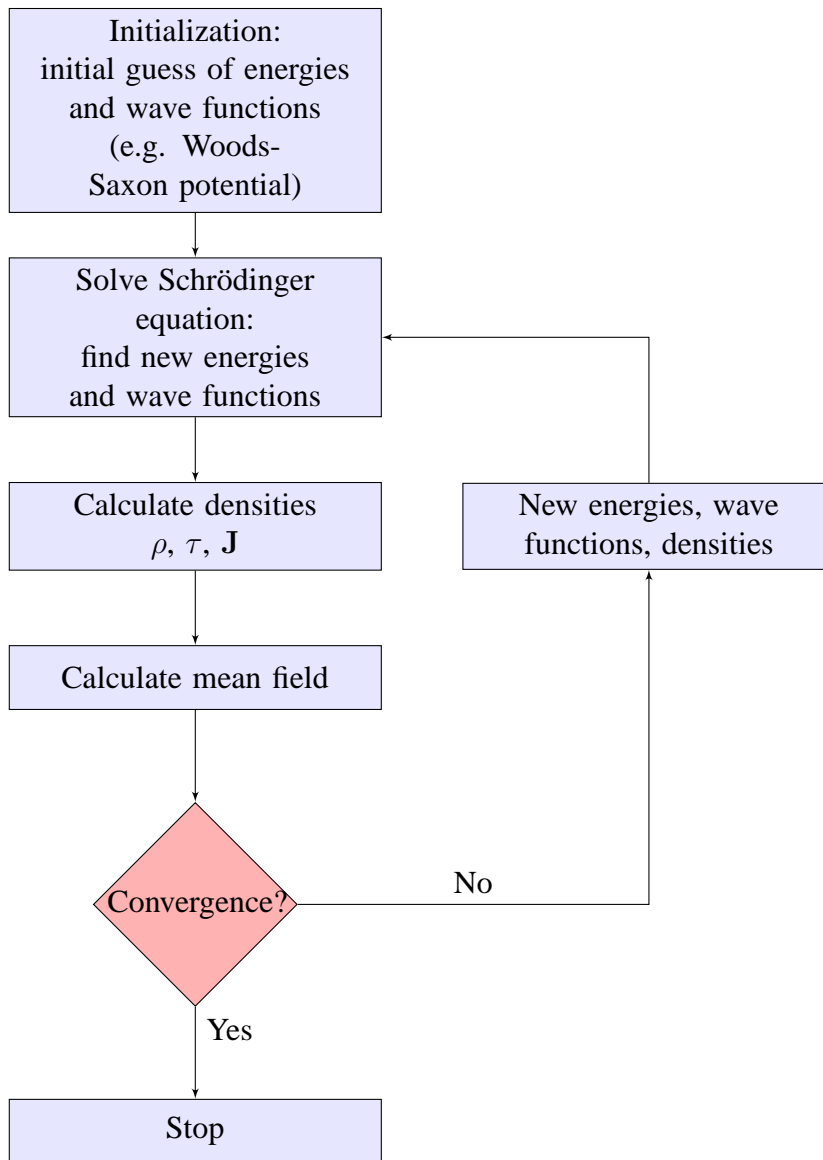 Initialization:
initial guess of energies
and wave functions
(e.g. Woods-
Saxon potential)
Solve Schrödinger
equation:
find new energies
and wave functions
Calculate densities
ρ, τ, J
New energies, wave
functions, densities
Calculate mean field
Convergence?
No
Yes
Stop